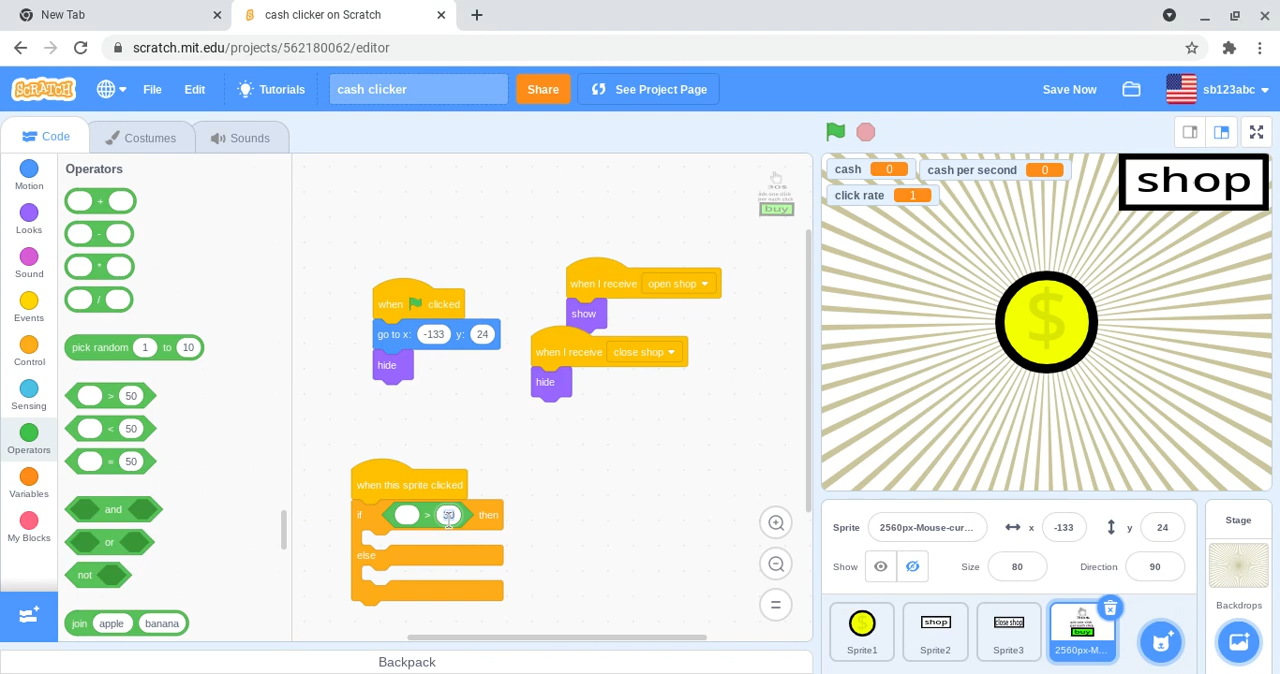 New Tab
cash clicker on Scratch
scratch.mit.edu/projects/562180062/editor
SCRATCH
File
Edit
Tutorials
cash clicker
Share
See Project Page
Save Now
sb123abc
Code
Costumes
Sounds
Motion
Looks
Sound
Events
Control
Sensing
Operators
Variables
My Blocks
Operators
+
-
*
/
pick random 1 to 10
> 50
< 50
= 50
and
or
not
join apple banana
when clicked
go to x: -133 y: 24
hide
when I receive open shop
show
when I receive close shop
hide
when this sprite clicked
if > then
else
buy
Backpack
cash 0
cash per second 0
click rate 1
shop
$
Sprite 2560px-Mouse-cur...
x -133
y 24
Show
Size 80
Direction 90
$
Sprite1
shop
Sprite2
close shop
Sprite3
buy
2560px-M...
Stage
Backdrops